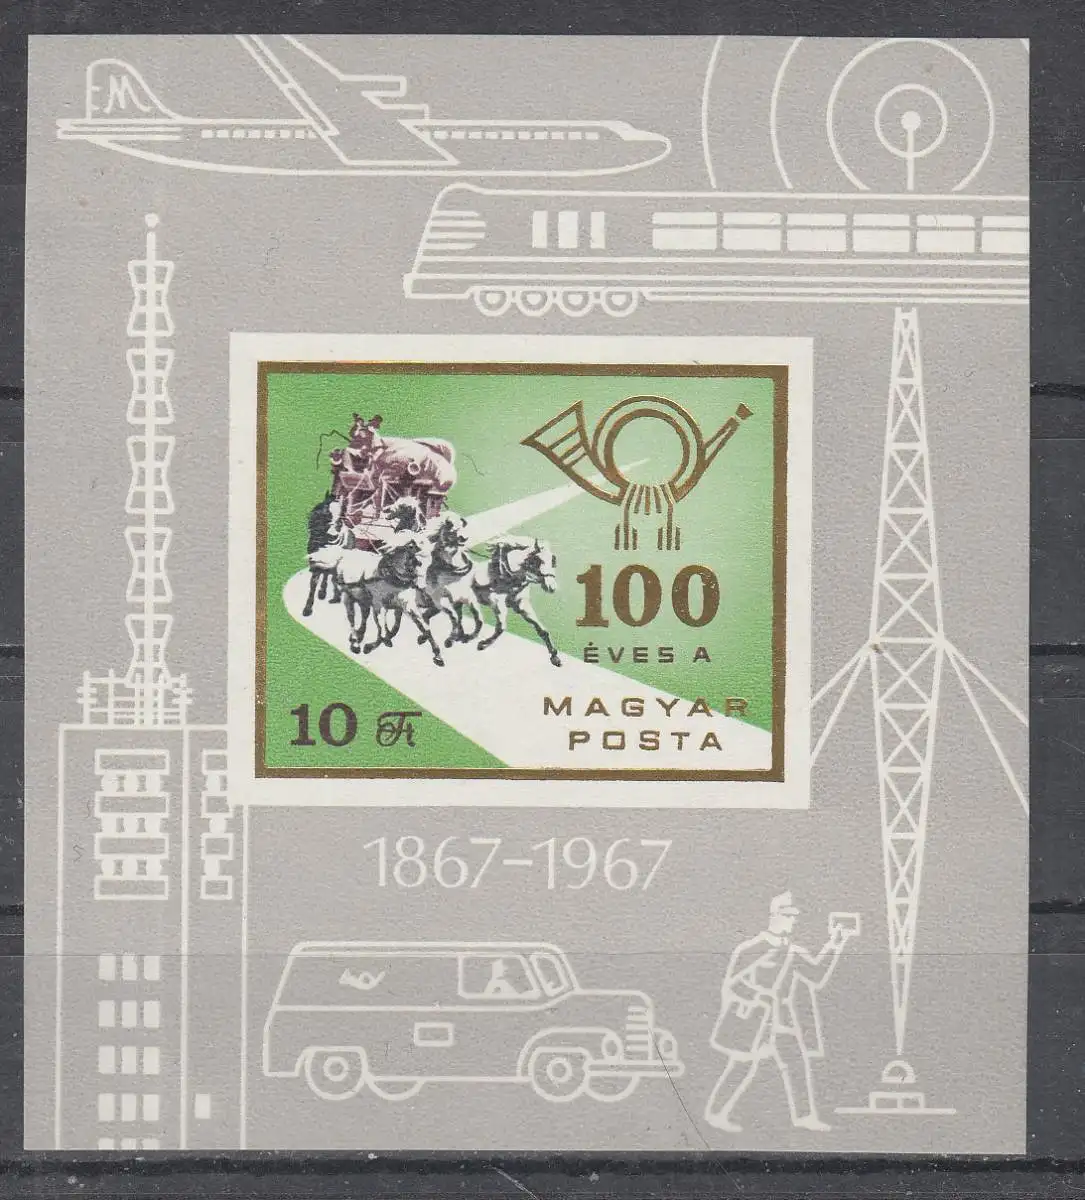 M
100
ÉVES A
MAGYAR
POSTA
10 Ft
1867-1967